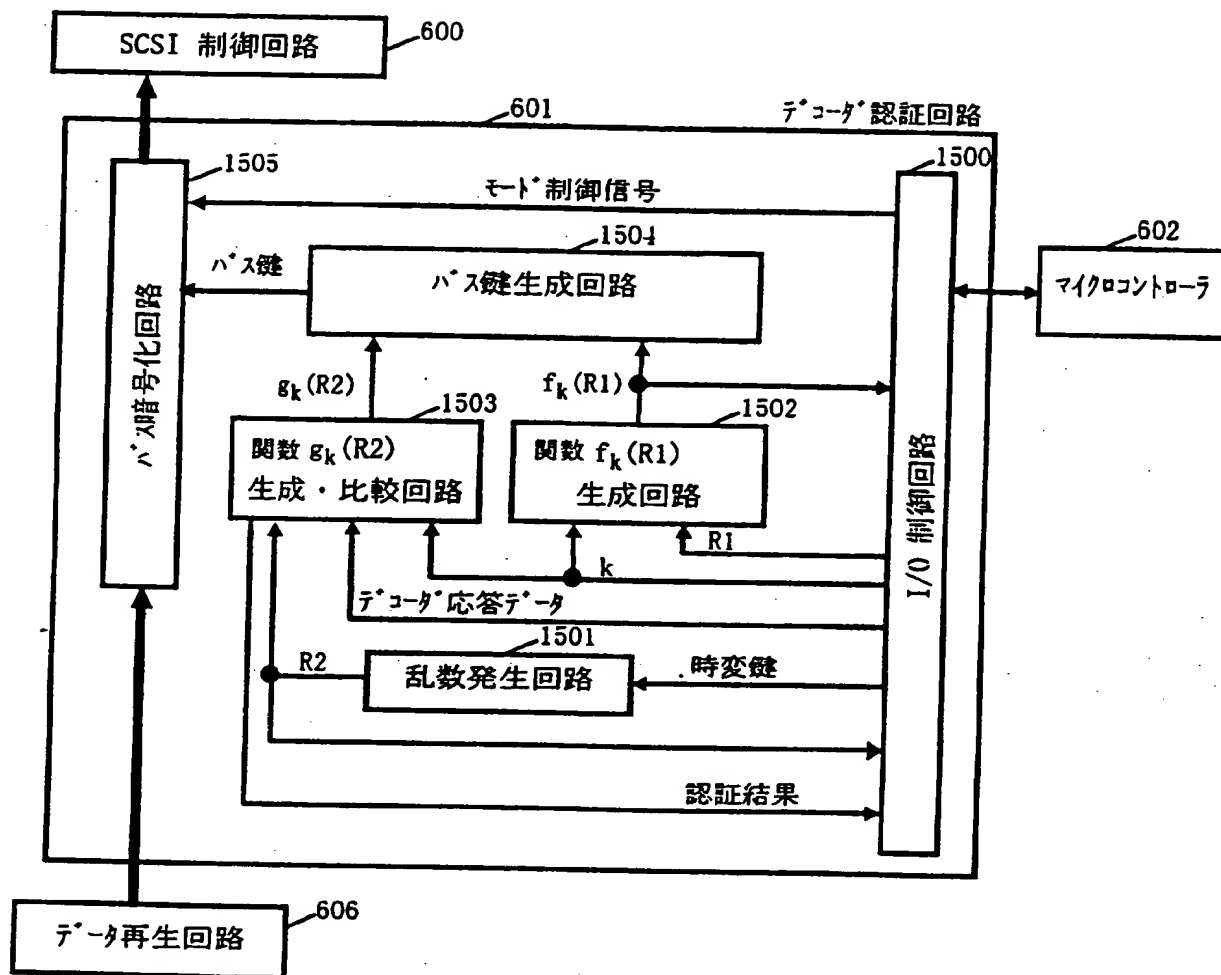 SCSI 制御回路
600
601
デコーダ認証回路
1505
1500
モード制御信号
1504
602
バス鍵
バス鍵生成回路
マイクロコントローラ
バス暗号化回路
gk(R2)
fk(R1)
1503
1502
関数 gk(R2)
生成・比較回路
関数 fk(R1)
生成回路
I/O 制御回路
R1
k
デコーダ応答データ
1501
R2
乱数発生回路
時変鍵
認証結果
606
データ再生回路